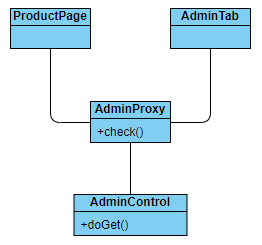 ProductPage
AdminTab
AdminProxy
+check()
AdminControl
+doGet()